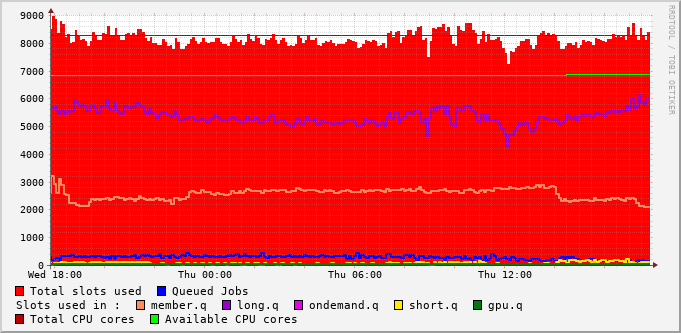 9000
8000
7000
6000
5000
4000
3000
2000
1000
0
Wed 18:00 Thu 00:00 Thu 06:00 Thu 12:00
Total slots used Queued Jobs
Slots used in : member.q long.q ondemand.q short.q gpu.q
Total CPU cores Available CPU cores
RRDTOOL / TOBI OETIKER